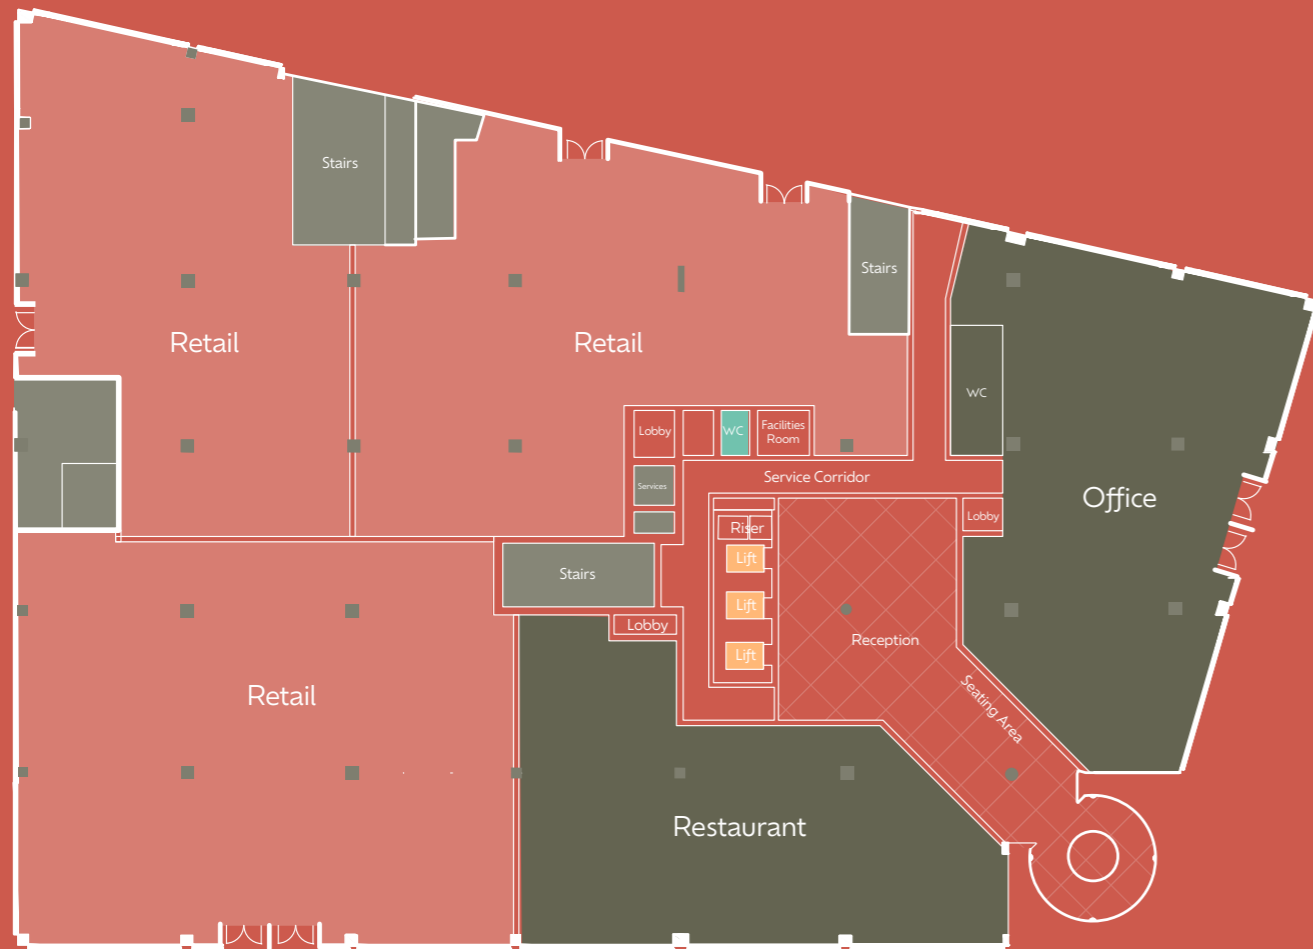 Stairs
Stairs
Retail
Retail
WC
Lobby
WC
Facilities
Room
Service Corridor
Services
Office
Lobby
Riser
Lift
Stairs
Lift
Lobby
Reception
Lift
Retail
Seating Area
Restaurant